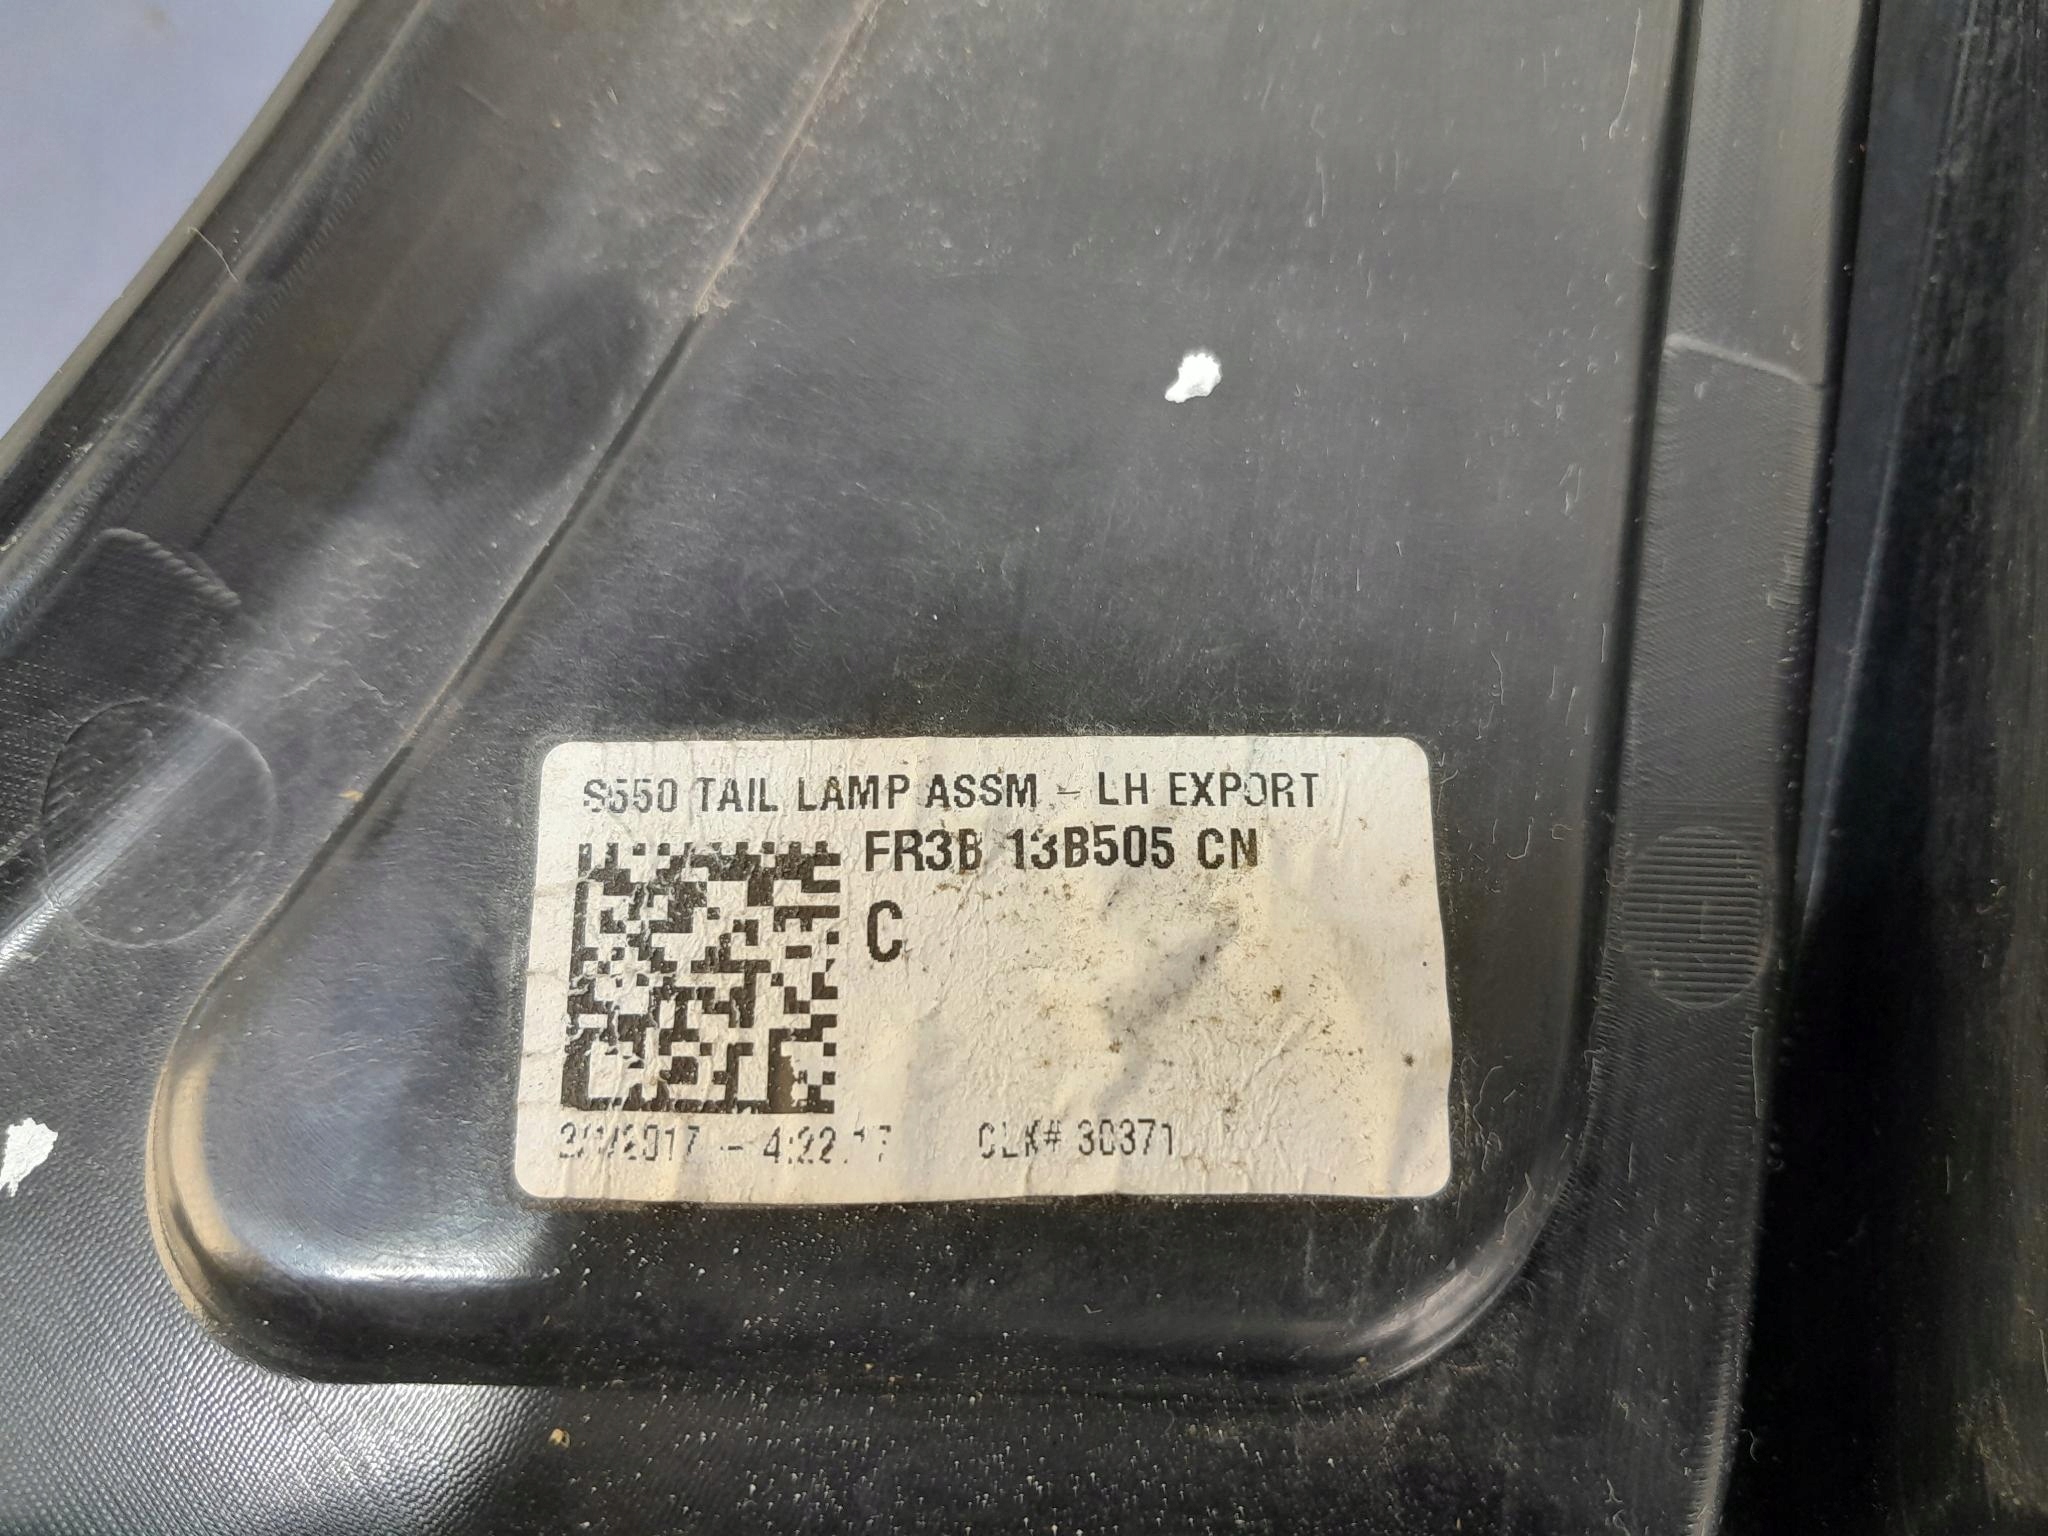 S550 TAIL LAMP ASSM - LH EXPORT
FR3B 13B505 CN
C
CLK# 30371